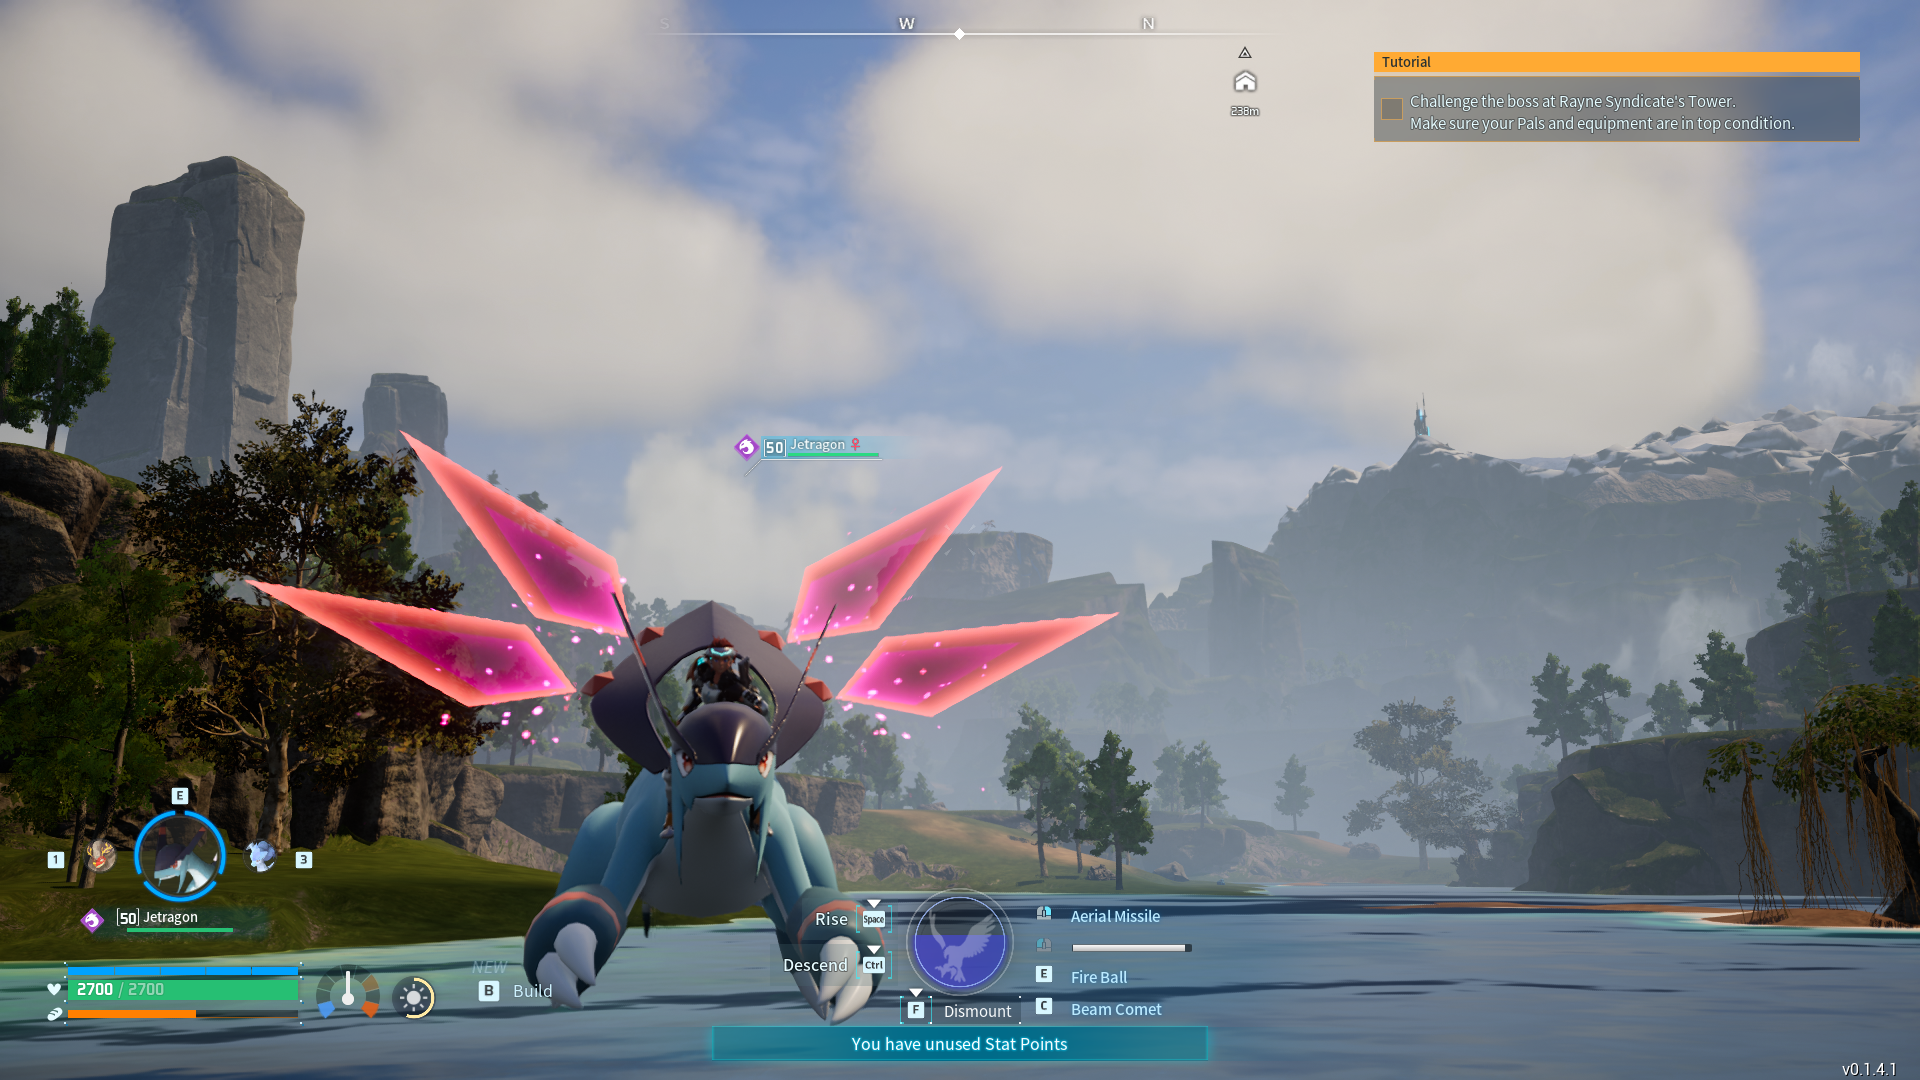 S
W
N
238m
Tutorial
Challenge the boss at Rayne Syndicate's Tower.
Make sure your Pals and equipment are in top condition.
50 Jetragon
E
1
3
[50] Jetragon
2700 / 2700
NEW
B Build
Rise Space
Descend Ctrl
F Dismount
Aerial Missile
E Fire Ball
C Beam Comet
You have unused Stat Points
v0.1.4.1